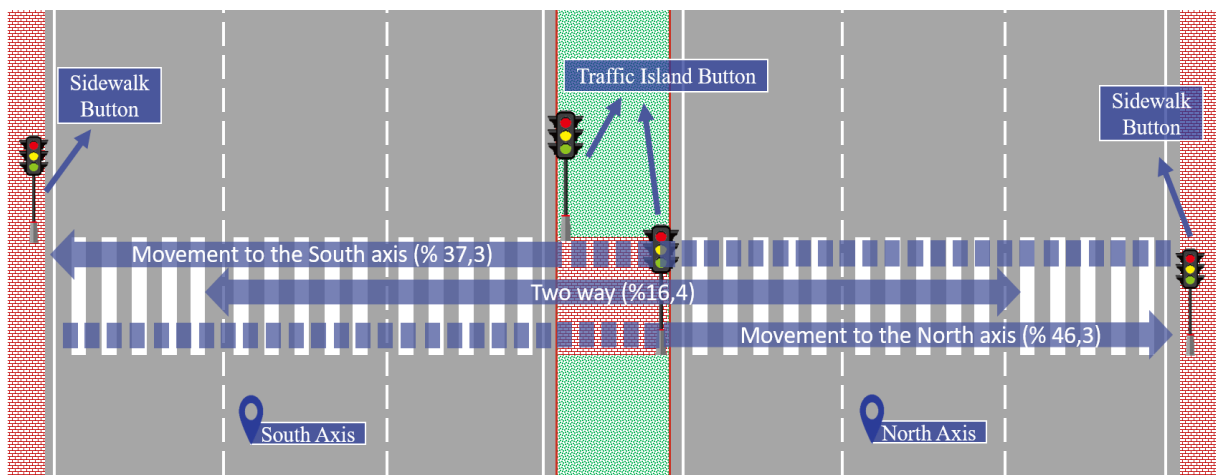 Sidewalk
Button
Traffic Island Button
Sidewalk
Button
Movement to the South axis (% 37,3)
Two way (%16,4)
Movement to the North axis (% 46,3)
South Axis
North Axis